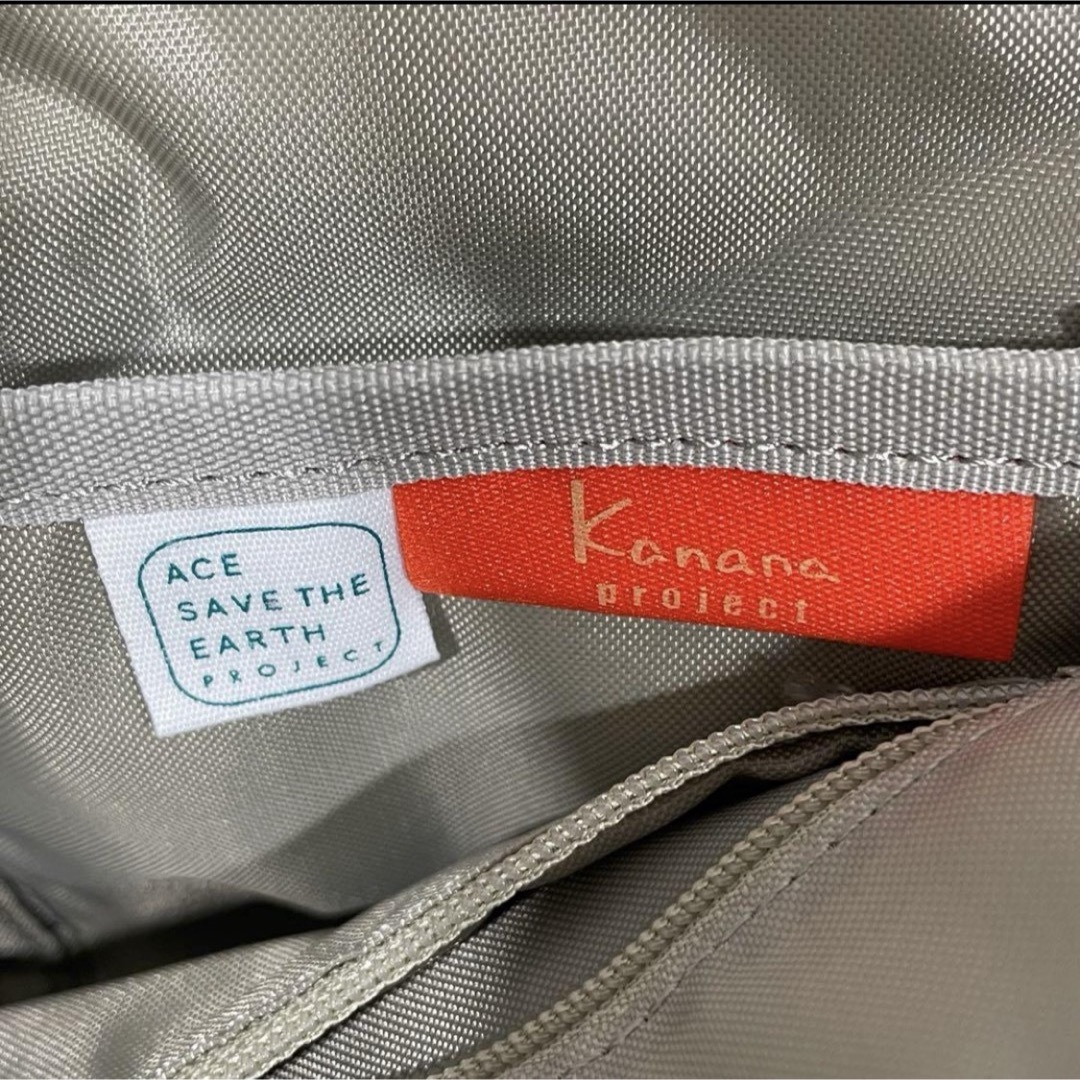 ACE
SAVE THE
EARTH
PROJECT
Kanana
project